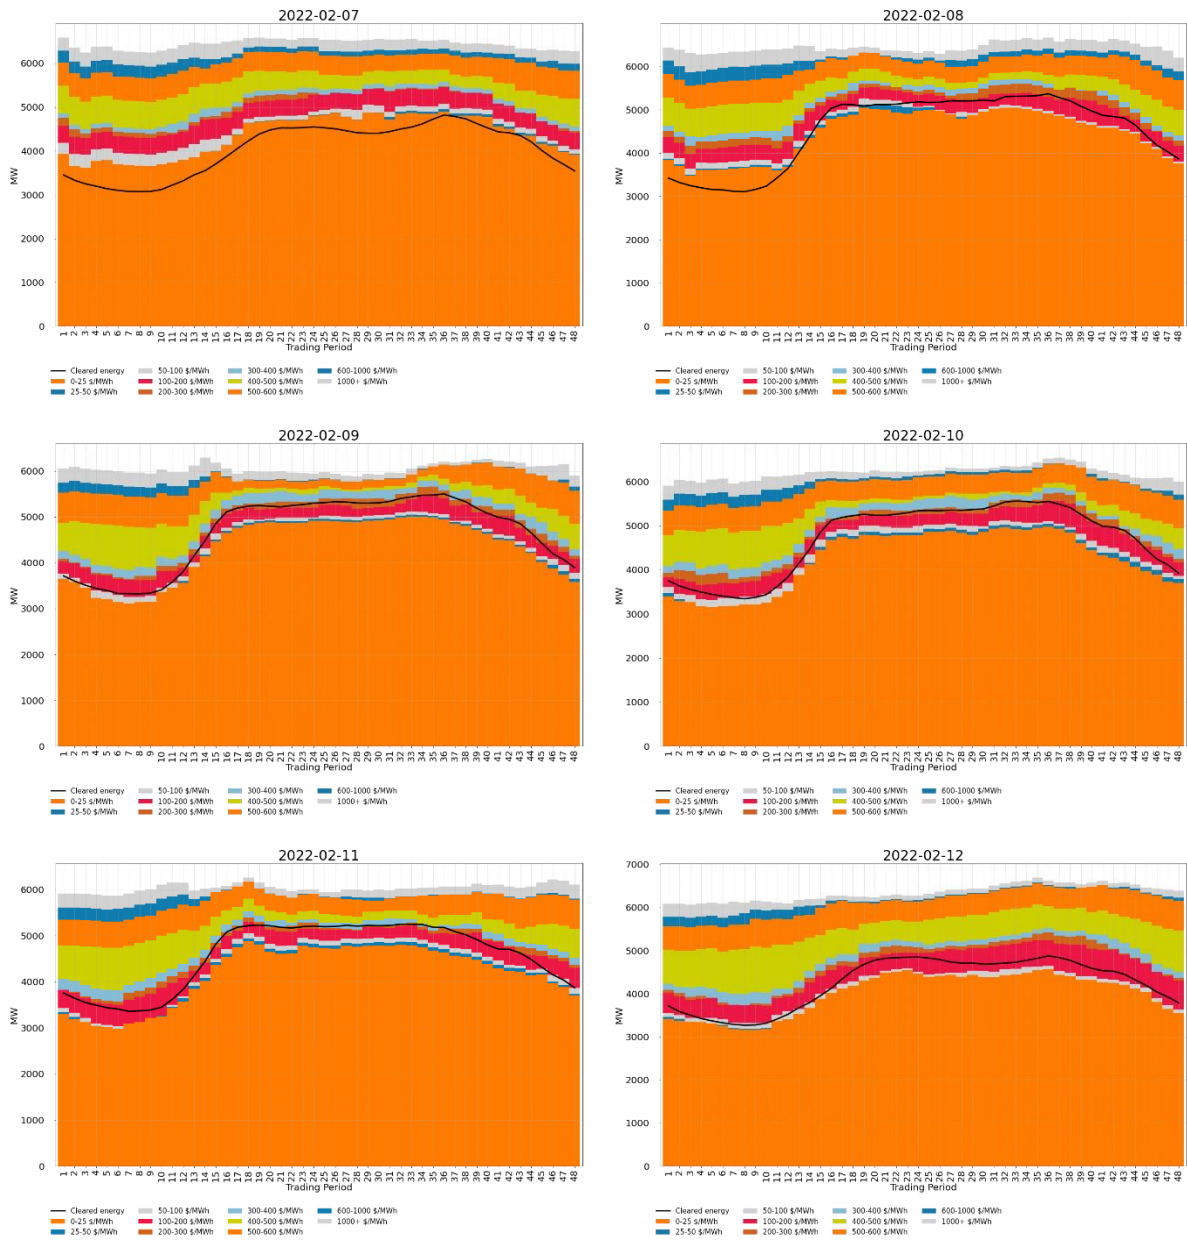 2022-02-07
MW
6000
5000
4000
3000
2000
1000
0
1 2 3 4 5 6 7 8 9 10 11 12 13 14 15 16 17 18 19 20 21 22 23 24 25 26 27 28 29 30 31 32 33 34 35 36 37 38 39 40 41 42 43 44 45 46 47 48
Trading Period
Cleared energy 50-100 $/MWh 300-400 $/MWh 600-1000 $/MWh
0-25 $/MWh 100-200 $/MWh 400-500 $/MWh 1000+ $/MWh
25-50 $/MWh 200-300 $/MWh 500-600 $/MWh
2022-02-08
MW
6000
5000
4000
3000
2000
1000
0
1 2 3 4 5 6 7 8 9 10 11 12 13 14 15 16 17 18 19 20 21 22 23 24 25 26 27 28 29 30 31 32 33 34 35 36 37 38 39 40 41 42 43 44 45 46 47 48
Trading Period
Cleared energy 50-100 $/MWh 300-400 $/MWh 600-1000 $/MWh
0-25 $/MWh 100-200 $/MWh 400-500 $/MWh 1000+ $/MWh
25-50 $/MWh 200-300 $/MWh 500-600 $/MWh
2022-02-09
MW
6000
5000
4000
3000
2000
1000
0
1 2 3 4 5 6 7 8 9 10 11 12 13 14 15 16 17 18 19 20 21 22 23 24 25 26 27 28 29 30 31 32 33 34 35 36 37 38 39 40 41 42 43 44 45 46 47 48
Trading Period
Cleared energy 50-100 $/MWh 300-400 $/MWh 600-1000 $/MWh
0-25 $/MWh 100-200 $/MWh 400-500 $/MWh 1000+ $/MWh
25-50 $/MWh 200-300 $/MWh 500-600 $/MWh
2022-02-10
MW
6000
5000
4000
3000
2000
1000
0
1 2 3 4 5 6 7 8 9 10 11 12 13 14 15 16 17 18 19 20 21 22 23 24 25 26 27 28 29 30 31 32 33 34 35 36 37 38 39 40 41 42 43 44 45 46 47 48
Trading Period
Cleared energy 50-100 $/MWh 300-400 $/MWh 600-1000 $/MWh
0-25 $/MWh 100-200 $/MWh 400-500 $/MWh 1000+ $/MWh
25-50 $/MWh 200-300 $/MWh 500-600 $/MWh
2022-02-11
MW
6000
5000
4000
3000
2000
1000
0
1 2 3 4 5 6 7 8 9 10 11 12 13 14 15 16 17 18 19 20 21 22 23 24 25 26 27 28 29 30 31 32 33 34 35 36 37 38 39 40 41 42 43 44 45 46 47 48
Trading Period
Cleared energy 50-100 $/MWh 300-400 $/MWh 600-1000 $/MWh
0-25 $/MWh 100-200 $/MWh 400-500 $/MWh 1000+ $/MWh
25-50 $/MWh 200-300 $/MWh 500-600 $/MWh
2022-02-12
MW
7000
6000
5000
4000
3000
2000
1000
0
1 2 3 4 5 6 7 8 9 10 11 12 13 14 15 16 17 18 19 20 21 22 23 24 25 26 27 28 29 30 31 32 33 34 35 36 37 38 39 40 41 42 43 44 45 46 47 48
Trading Period
Cleared energy 50-100 $/MWh 300-400 $/MWh 600-1000 $/MWh
0-25 $/MWh 100-200 $/MWh 400-500 $/MWh 1000+ $/MWh
25-50 $/MWh 200-300 $/MWh 500-600 $/MWh